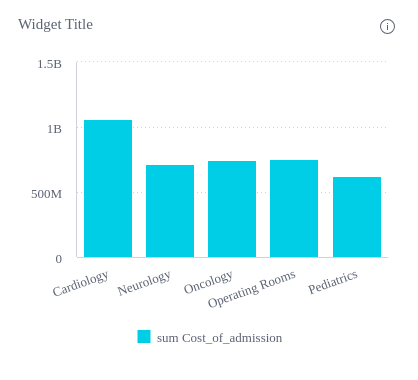 Widget Title
1.5B
1B
500M
0
Cardiology
Neurology
Oncology
Operating Rooms
Pediatrics
sum Cost_of_admission